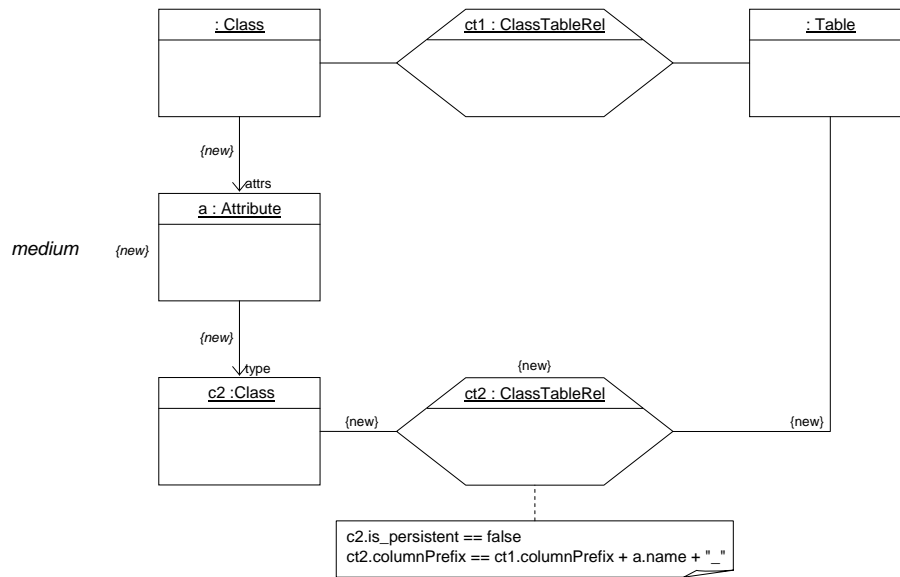 : Class
ct1 : ClassTableRel
: Table
{new}
attrs
a : Attribute
medium
{new}
{new}
type
{new}
c2 :Class
ct2 : ClassTableRel
{new}
{new}
c2.is_persistent == false
ct2.columnPrefix == ct1.columnPrefix + a.name + "_"